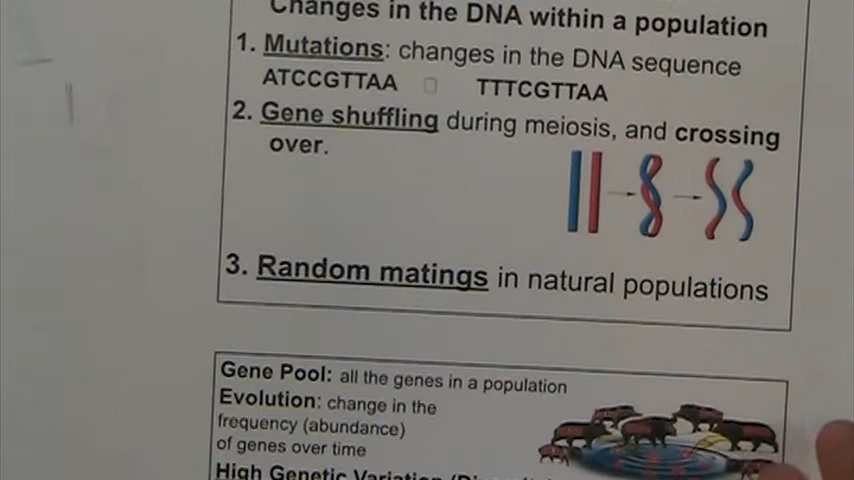 Changes in the DNA within a population
1. Mutations: changes in the DNA sequence
ATCCGTTAA TTTCGTTAA
2. Gene shuffling during meiosis, and crossing
over.
3. Random matings in natural populations
Gene Pool: all the genes in a population
Evolution: change in the
frequency (abundance)
of genes over time
High Genetic Variation